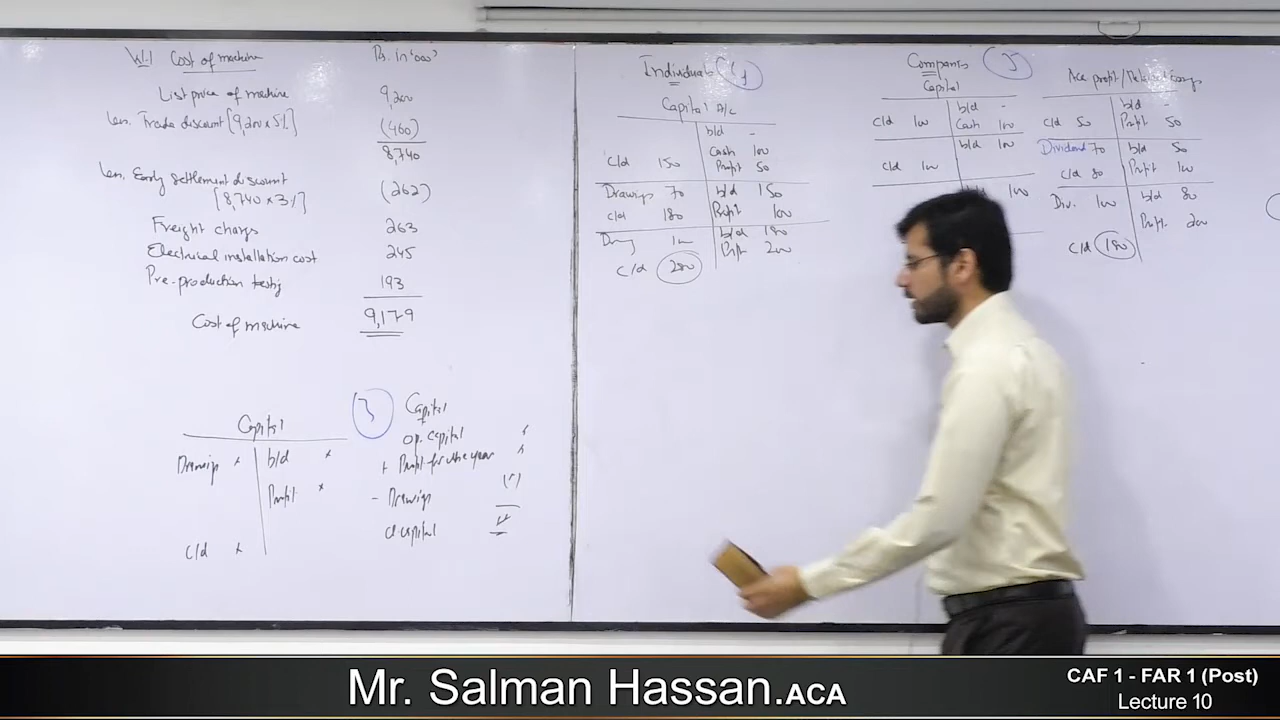 W.1 Cost of machine Rs. in '000'
List price of machine 9,200
Less: Trade discount [9,200 x 5%] (460)
8,740
Less: Early settlement discount
[8,740 x 3%] (262)
Freight charges 263
Electrical installation cost 245
Pre-production testing 193
Cost of machine 9,179
3
Capital
Drawings x b/d x
Profit x
c/d x
Capital
op. capital
+ Profit for the year
- Drawings
cl. capital
Individuals
Capital A/c
b/d -
Cash 100
c/d 150 Profit 50
Drawings 70 b/d 150
c/d 180 Profit 100
b/d 180
Profit 200
c/d 280
Company
Capital
b/d -
c/d 100 Cash 100
b/d 100
c/d 100
b/d 100
Acc profit / Retained Earnings
b/d -
c/d 50 Profit 50
Dividend 70 b/d 50
c/d 80 Profit 100
Div. 100 b/d 80
Profit 200
c/d 180
Mr. Salman Hassan.ACA
CAF 1 - FAR 1 (Post)
Lecture 10